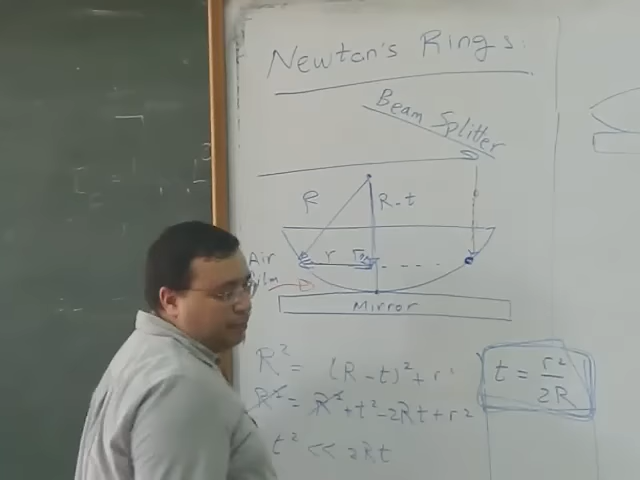 Newton's Rings:
Beam Splitter
R
R-t
Air
film
r
Mirror
R² = (R-t)² + r²
R² = R² + t² - 2Rt + r²
t² << 2Rt
t = r²/2R